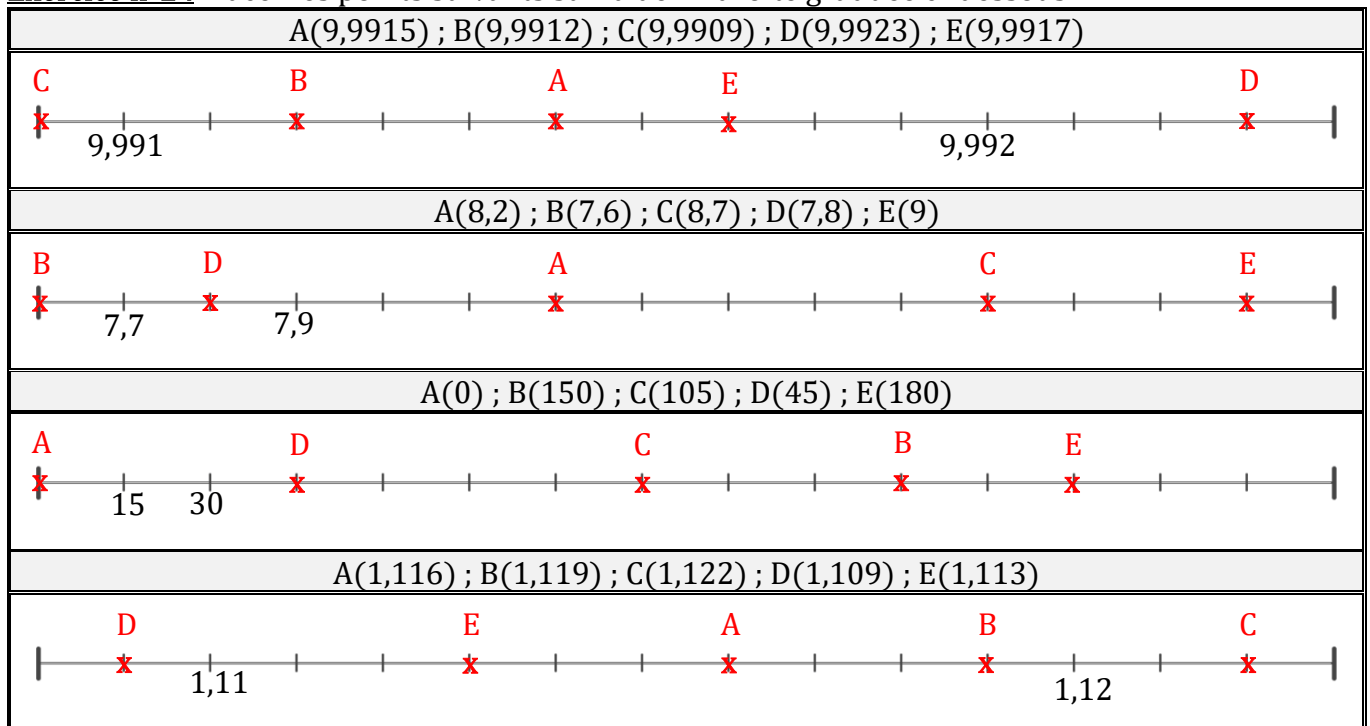 A(9,9915) ; B(9,9912) ; C(9,9909) ; D(9,9923) ; E(9,9917)
C B A E D
9,991 9,992
A(8,2) ; B(7,6) ; C(8,7) ; D(7,8) ; E(9)
B D A C E
7,7 7,9
A(0) ; B(150) ; C(105) ; D(45) ; E(180)
A D C B E
15 30
A(1,116) ; B(1,119) ; C(1,122) ; D(1,109) ; E(1,113)
D E A B C
1,11 1,12